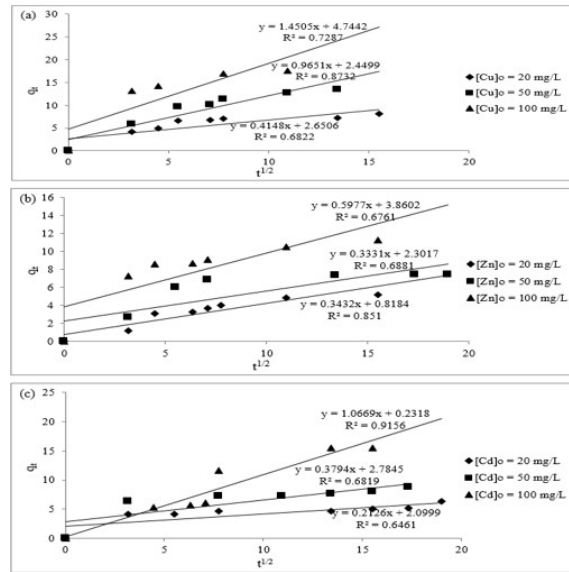 (a)
30
25
20
15
10
5
0
qt
0
5
10
15
20
t1/2
y = 1.4505x + 4.7442
R² = 0.7287
y = 0.9651x + 2.4499
R² = 0.8732
y = 0.4148x + 2.6506
R² = 0.6822
[Cu]o = 20 mg/L
[Cu]o = 50 mg/L
[Cu]o = 100 mg/L
(b)
16
14
12
10
8
6
4
2
0
qt
0
5
10
15
20
t1/2
y = 0.5977x + 3.8602
R² = 0.6761
y = 0.3331x + 2.3017
R² = 0.6881
y = 0.3432x + 0.8184
R² = 0.851
[Zn]o = 20 mg/L
[Zn]o = 50 mg/L
[Zn]o = 100 mg/L
(c)
25
20
15
10
5
0
qt
0
5
10
15
20
t1/2
y = 1.0669x + 0.2318
R² = 0.9156
y = 0.3794x + 2.7845
R² = 0.6819
y = 0.2126x + 2.0999
R² = 0.6461
[Cd]o = 20 mg/L
[Cd]o = 50 mg/L
[Cd]o = 100 mg/L